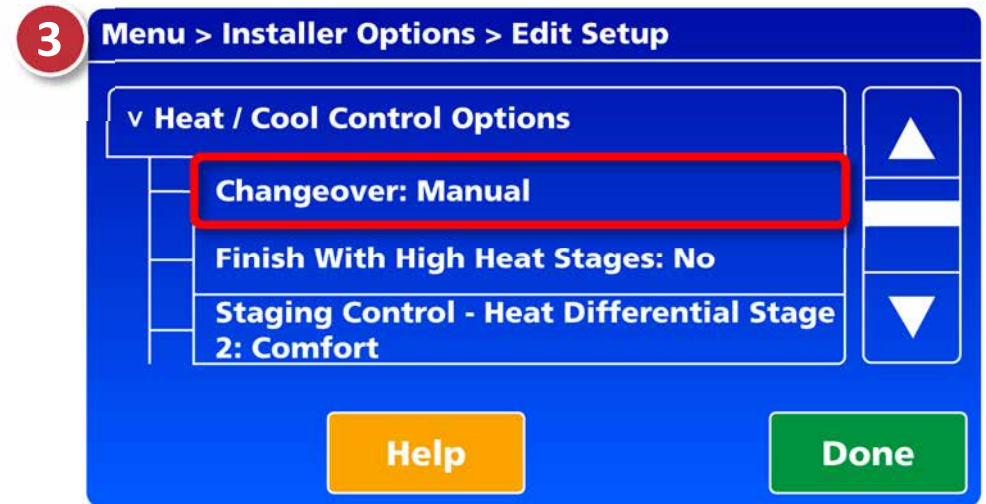 3
Menu > Installer Options > Edit Setup
v Heat / Cool Control Options
Changeover: Manual
Finish With High Heat Stages: No
Staging Control - Heat Differential Stage
2: Comfort
Help
Done